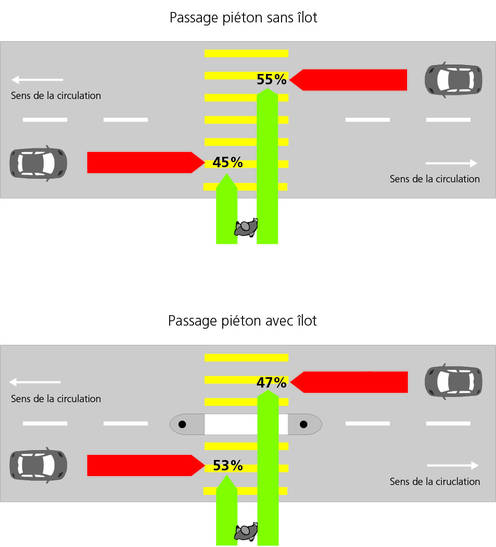 Passage piéton sans îlot
55%
Sens de la circulation
45%
Sens de la circulation
Passage piéton avec îlot
47%
Sens de la circulation
53%
Sens de la ciruclation